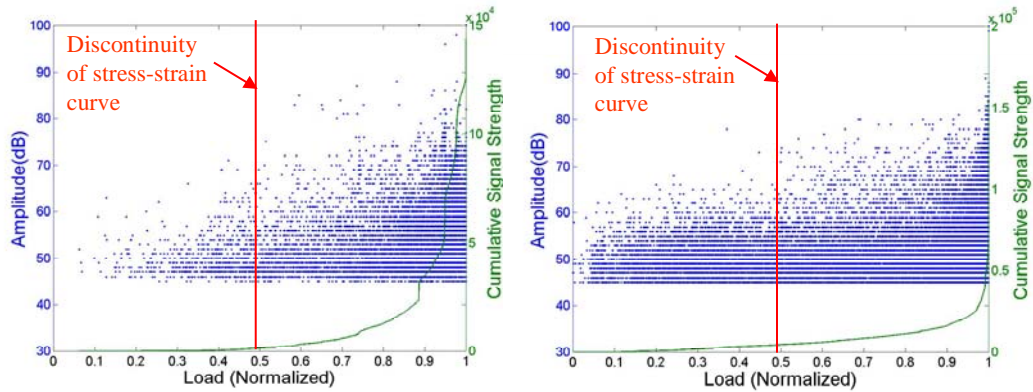 x 10^4
100
90
80
70
60
50
40
30
Amplitude(dB)
Discontinuity
of stress-strain
curve
15
10
5
0
Cumulative Signal Strength
0 0.1 0.2 0.3 0.4 0.5 0.6 0.7 0.8 0.9 1
Load (Normalized)
x 10^5
100
90
80
70
60
50
40
30
Amplitude(dB)
Discontinuity
of stress-strain
curve
2
1.5
1
0.5
0
Cumulative Signal Strength
0 0.1 0.2 0.3 0.4 0.5 0.6 0.7 0.8 0.9 1
Load (Normalized)